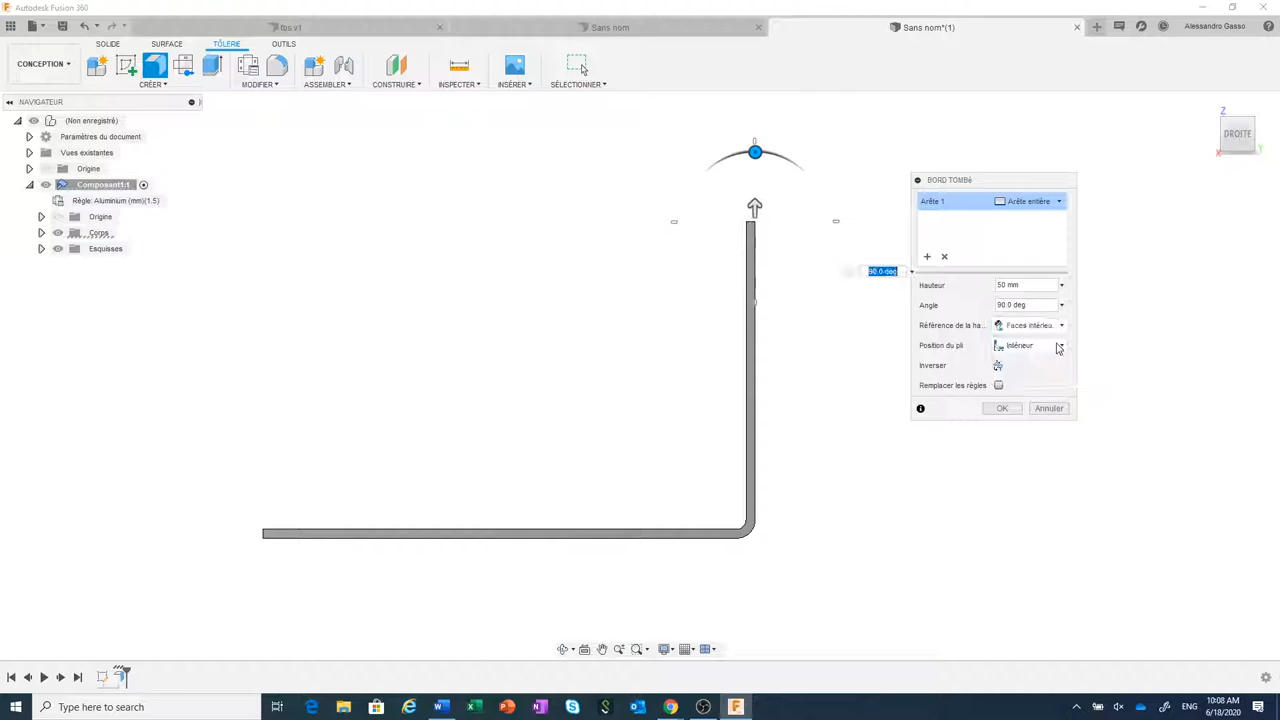 Autodesk Fusion 360
fos v1
Sans nom
Sans nom*(1)
Alessandro Gasso
SOLIDE
SURFACE
TÔLERIE
OUTILS
CONCEPTION
CRÉER
MODIFIER
ASSEMBLER
CONSTRUIRE
INSPECTER
INSÉRER
SÉLECTIONNER
NAVIGATEUR
(Non enregistré)
Paramètres du document
Vues existantes
Origine
Composant1:1
Règle: Aluminium (mm)(1.5)
Origine
Corps
Esquisses
Z
DROITE
X
Y
BORD TOMBé
Arête 1
Arête entière
90.0 deg
Hauteur
50 mm
Angle
90.0 deg
Référence de la ha...
Faces intérieu.
Position du pli
Intérieur
Inverser
Remplacer les règles
OK
Annuler
Type here to search
ENG
10:08 AM
6/18/2020